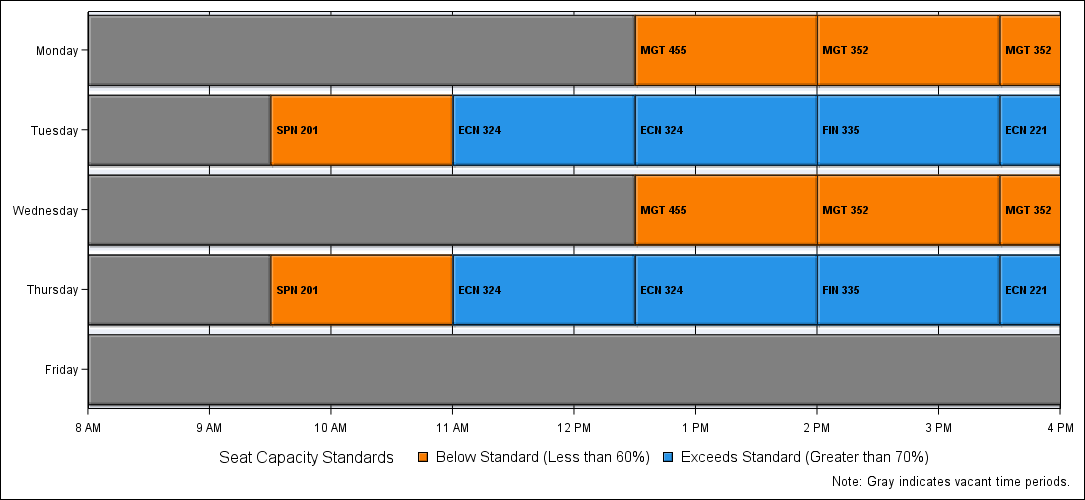 Monday MGT 455 MGT 352 MGT 352
Tuesday SPN 201 ECN 324 ECN 324 FIN 335 ECN 221
Wednesday MGT 455 MGT 352 MGT 352
Thursday SPN 201 ECN 324 ECN 324 FIN 335 ECN 221
Friday
8 AM 9 AM 10 AM 11 AM 12 PM 1 PM 2 PM 3 PM 4 PM
Seat Capacity Standards Below Standard (Less than 60%) Exceeds Standard (Greater than 70%)
Note: Gray indicates vacant time periods.